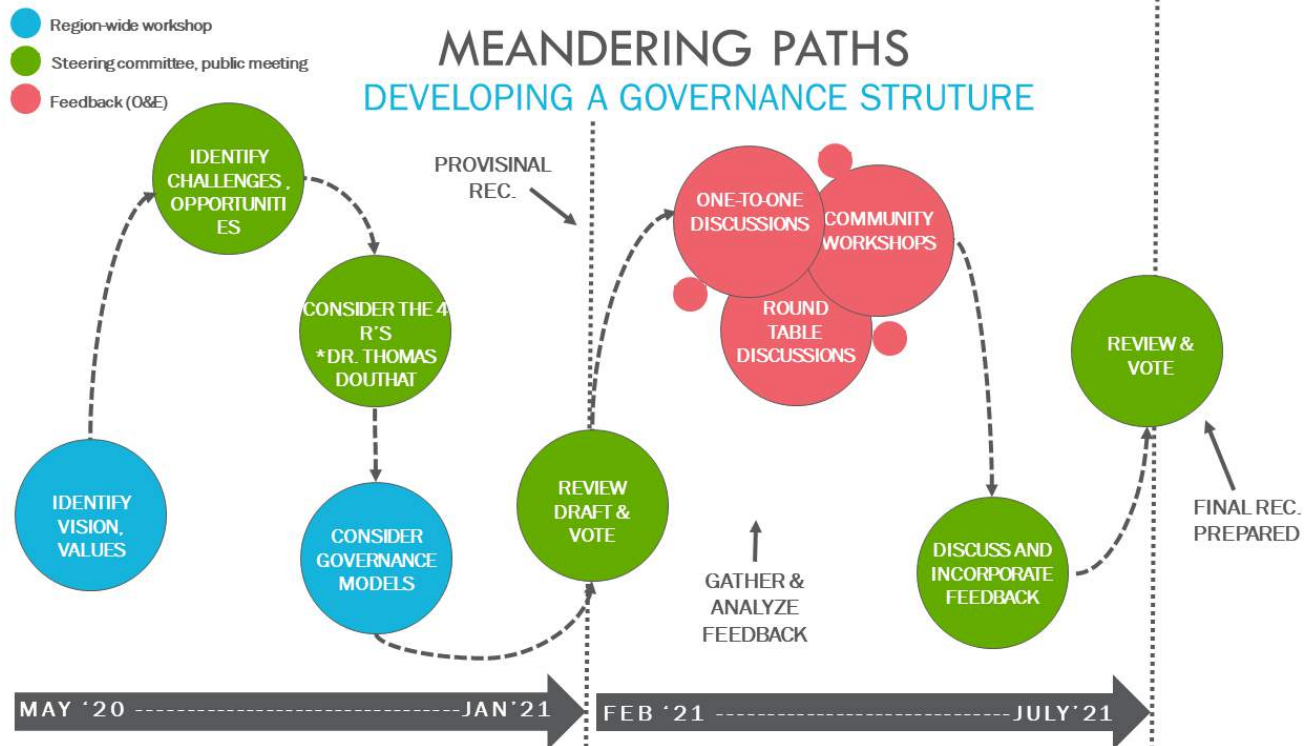 Region-wide workshop
Steering committee, public meeting
Feedback (O&E)
MEANDERING PATHS
DEVELOPING A GOVERNANCE STRUTURE
IDENTIFY
CHALLENGES ,
OPPORTUNITI
ES
PROVISINAL
REC.
ONE-TO-ONE
DISCUSSIONS
COMMUNITY
WORKSHOPS
ROUND
TABLE
DISCUSSIONS
CONSIDER THE 4
R'S
*DR. THOMAS
DOUTHAT
REVIEW &
VOTE
IDENTIFY
VISION,
VALUES
CONSIDER
GOVERNANCE
MODELS
REVIEW
DRAFT &
VOTE
GATHER &
ANALYZE
FEEDBACK
DISCUSS AND
INCORPORATE
FEEDBACK
FINAL REC.
PREPARED
MAY '20 --------------------------------JAN'21
FEB '21 -----------------------------JULY'21